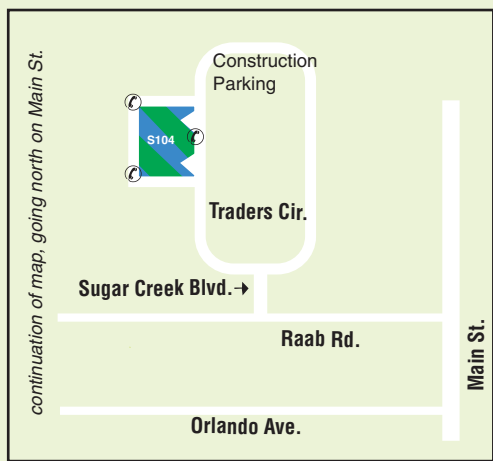 continuation of map, going north on Main St.
Construction
Parking
S104
Traders Cir.
Sugar Creek Blvd.→
Raab Rd.
Main St.
Orlando Ave.